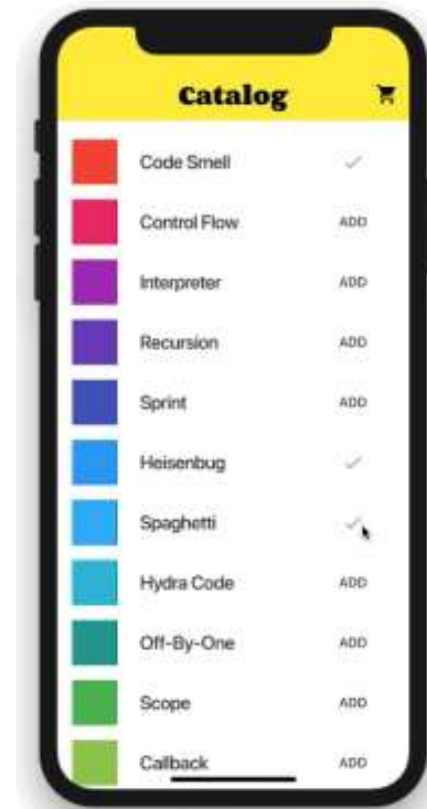 Catalog
Code Smell
Control Flow ADD
Interpreter ADD
Recursion ADD
Sprint ADD
Heisenbug
Spaghetti
Hydra Code ADD
Off-By-One ADD
Scope ADD
Callback ADD